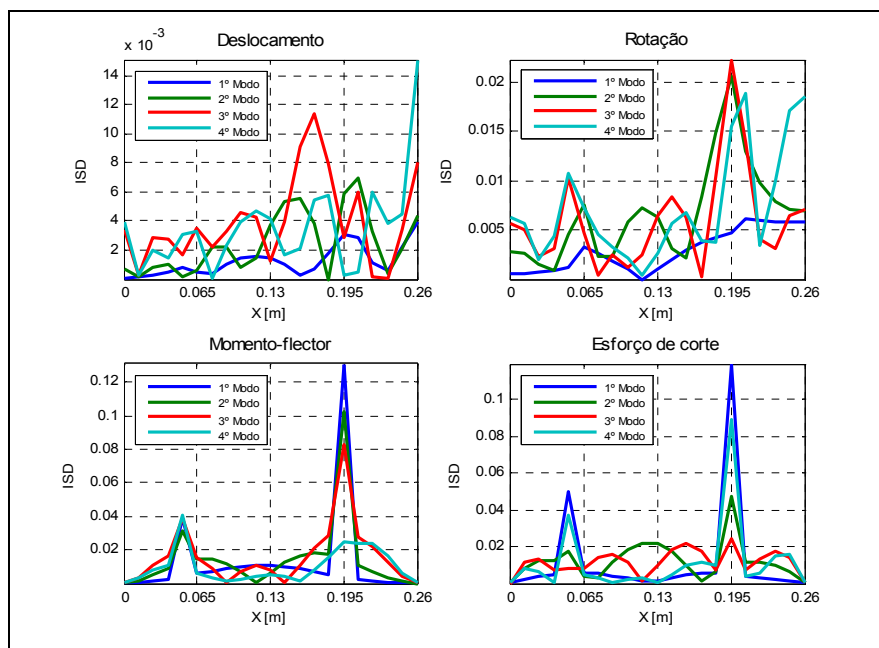 Deslocamento
x 10⁻³
14
12
10
8
6
4
2
ISD
1º Modo
2º Modo
3º Modo
4º Modo
0
0.065
0.13
0.195
0.26
X [m]
Rotação
0.02
0.015
0.01
0.005
ISD
1º Modo
2º Modo
3º Modo
4º Modo
0
0.065
0.13
0.195
0.26
X [m]
Momento-flector
0.12
0.1
0.08
0.06
0.04
0.02
ISD
1º Modo
2º Modo
3º Modo
4º Modo
0
0.065
0.13
0.195
0.26
X [m]
Esforço de corte
0.1
0.08
0.06
0.04
0.02
ISD
1º Modo
2º Modo
3º Modo
4º Modo
0
0.065
0.13
0.195
0.26
X [m]